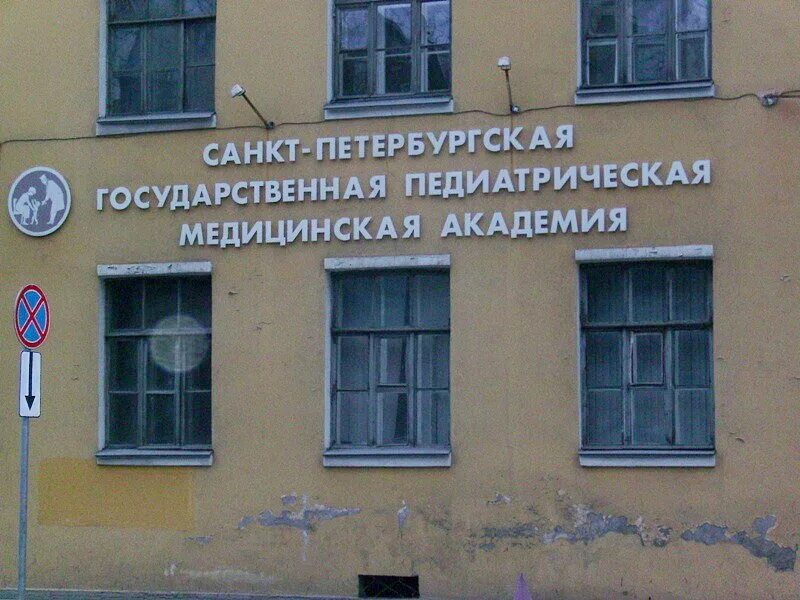 САНКТ-ПЕТЕРБУРГСКАЯ
ГОСУДАРСТВЕННАЯ ПЕДИАТРИЧЕСКАЯ
МЕДИЦИНСКАЯ АКАДЕМИЯ